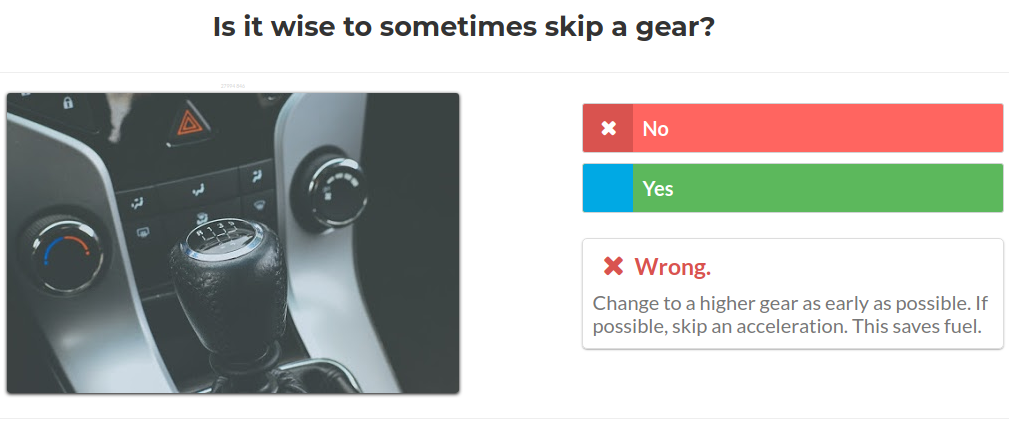 Is it wise to sometimes skip a gear?
No
Yes
Wrong.
Change to a higher gear as early as possible. If
possible, skip an acceleration. This saves fuel.